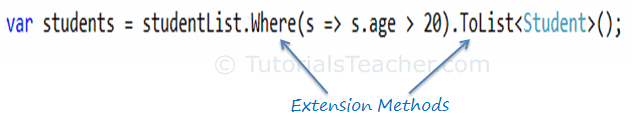 var students = studentList.Where(s => s.age > 20).ToList<Student>();
© TutorialsTeacher.com
Extension Methods